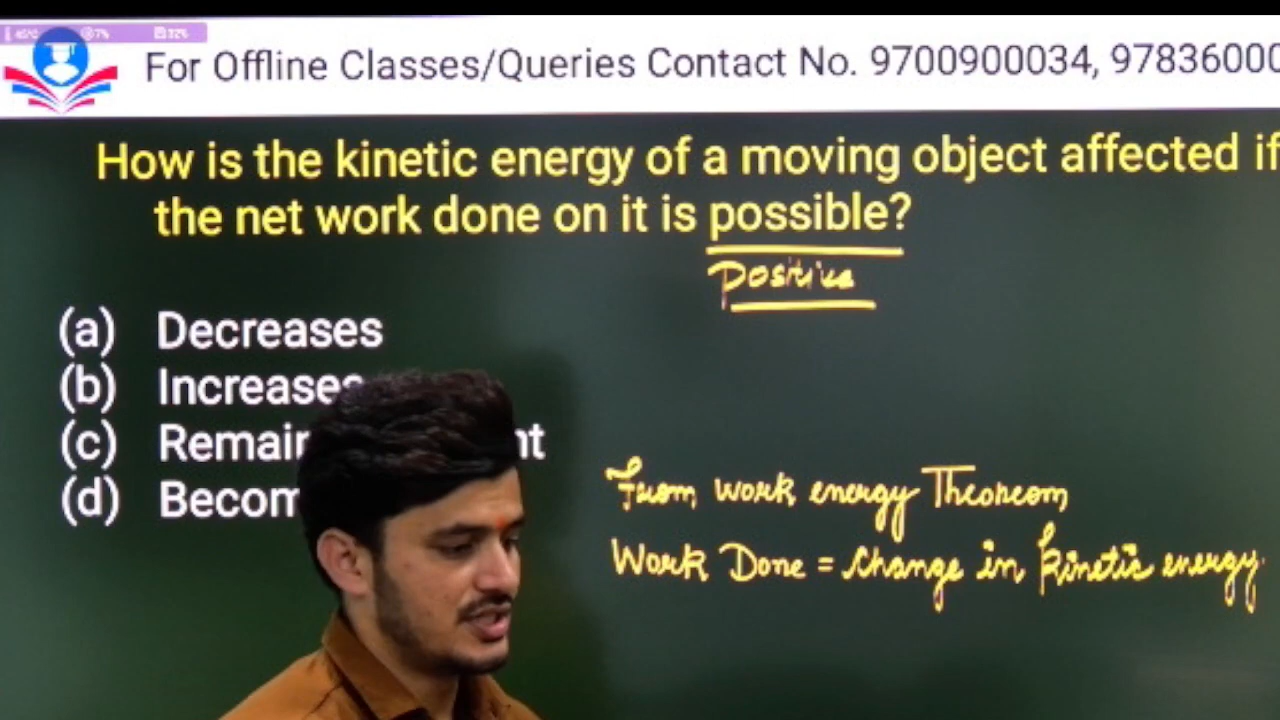 For Offline Classes/Queries Contact No. 9700900034, 97836000
How is the kinetic energy of a moving object affected if
the net work done on it is possible?
Positive
(a) Decreases
(b) Increases
(c) Remain nt
(d) Becom
From work energy Theoreom,
Work Done = change in kinetic energy.